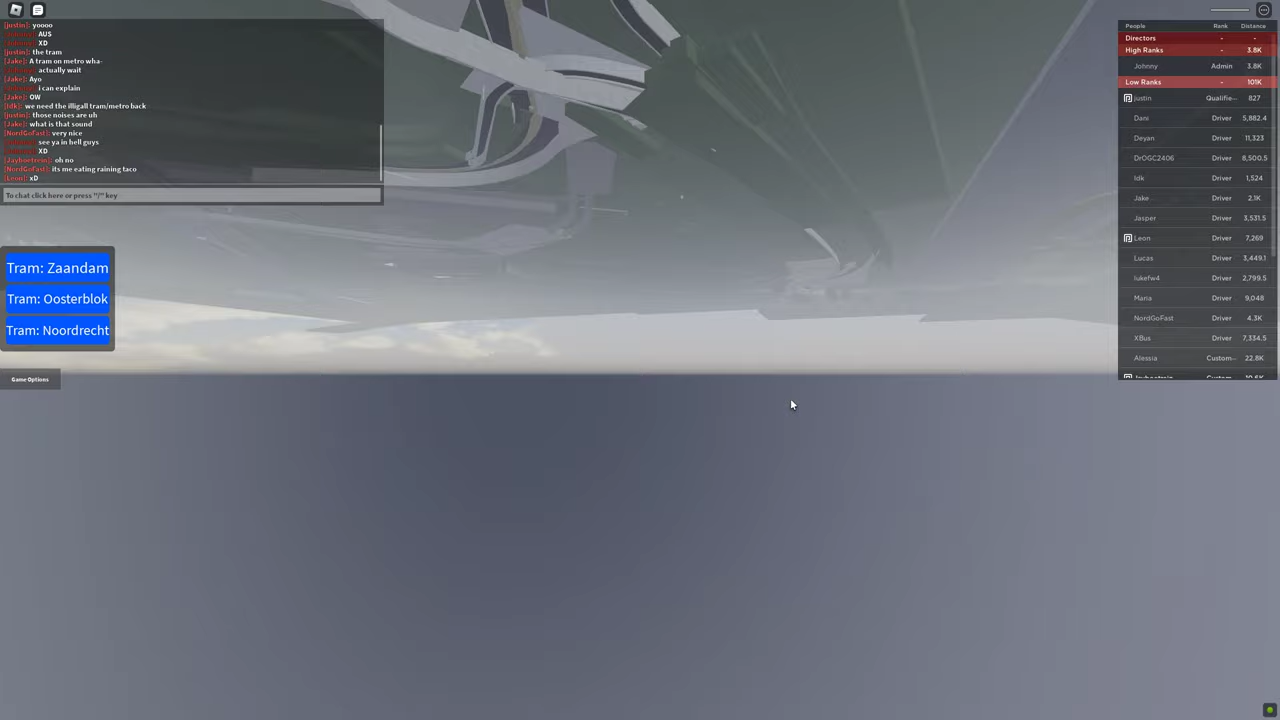 [justin]: yoooo
AUS
XD
[justin]: the tram
[Jake]: A tram on metro wha-
actually wait
[Jake]: Ayo
i can explain
[Jake]: OW
[Idk]: we need the illigall tram/metro back
[justin]: those noises are uh
[Jake]: what is that sound
[NordGoFast]: very nice
see ya in hell guys
XD
[Jayboetrein]: oh no
[NordGoFast]: its me eating raining taco
[Leon]: xD
To chat click here or press "/" key
Tram: Zaandam
Tram: Oosterblok
Tram: Noordrecht
Game Options
People Rank Distance
Directors - -
High Ranks - 3.8K
Johnny Admin 3.8K
Low Ranks - 101K
justin Qualifie– 827
Dani Driver 5,882.4
Deyan Driver 11,323
DrOGC2406 Driver 8,500.5
Idk Driver 1,524
Jake Driver 2.1K
Jasper Driver 3,531.5
Leon Driver 7,269
Lucas Driver 3,449.1
lukefw4 Driver 2,799.5
Maria Driver 9,048
NordGoFast Driver 4.3K
XBus Driver 7,334.5
Alessia Custom– 22.8K